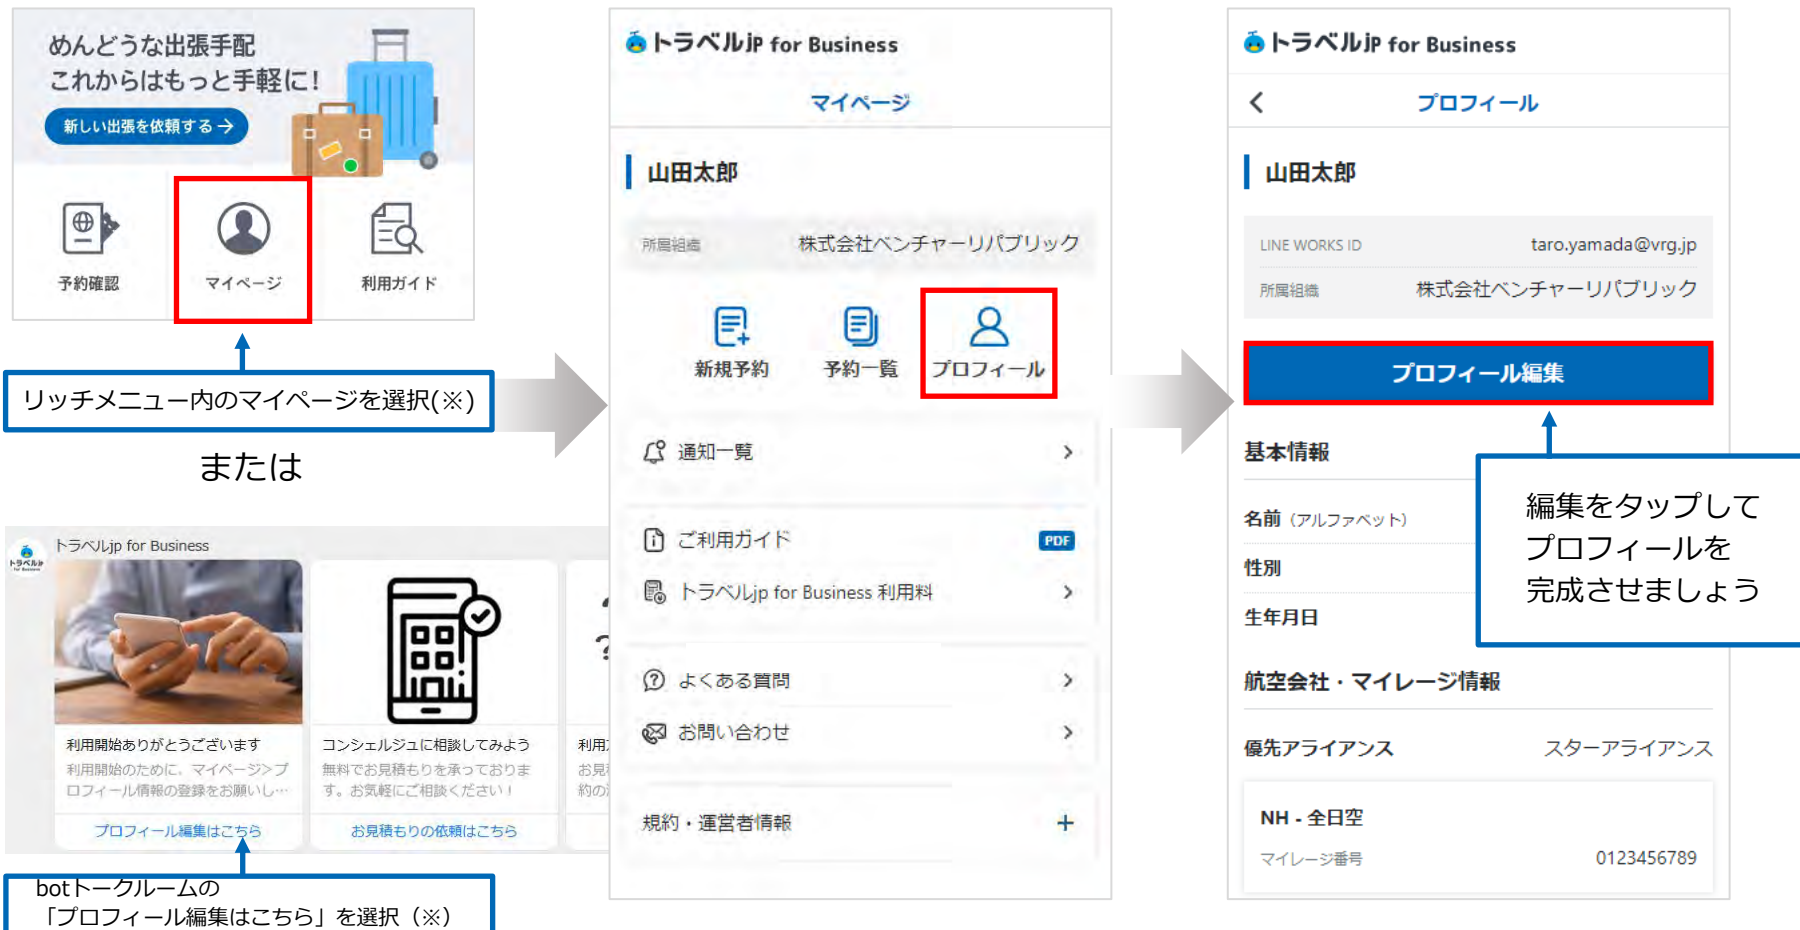 めんどうな出張手配
これからはもっと手軽に!
新しい出張を依頼する→
予約確認
マイページ
利用ガイド
リッチメニュー内のマイページを選択(※)
または
トラベルjp for Business
トラベルjp
for Business
利用開始ありがとうございます
利用開始のために、マイページ>プ
ロフィール情報の登録をお願いし…
プロフィール編集はこちら
コンシェルジュに相談してみよう
無料でお見積もりを承っておりま
す。お気軽にご相談ください!
お見積もりの依頼はこちら
利用
お見
約の
botトークルームの
「プロフィール編集はこちら」を選択（※）
トラベルjp for Business
マイページ
山田太郎
所属組織 株式会社ベンチャーリパブリック
新規予約
予約一覧
プロフィール
通知一覧
ご利用ガイド PDF
トラベルjp for Business 利用料
よくある質問
お問い合わせ
規約・運営者情報 +
トラベルjp for Business
プロフィール
山田太郎
LINE WORKS ID taro.yamada@vrg.jp
所属組織 株式会社ベンチャーリパブリック
プロフィール編集
基本情報
名前（アルファベット）
性別
生年月日
編集をタップして
プロフィールを
完成させましょう
航空会社・マイレージ情報
優先アライアンス スターアライアンス
NH - 全日空
マイレージ番号 0123456789